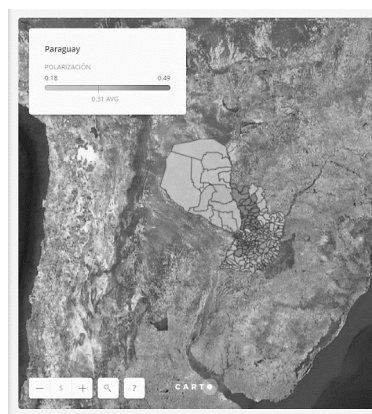 Paraguay
POLARIZACIÓN
0.18 0.49
0.31 AVG
5
?
CARTO